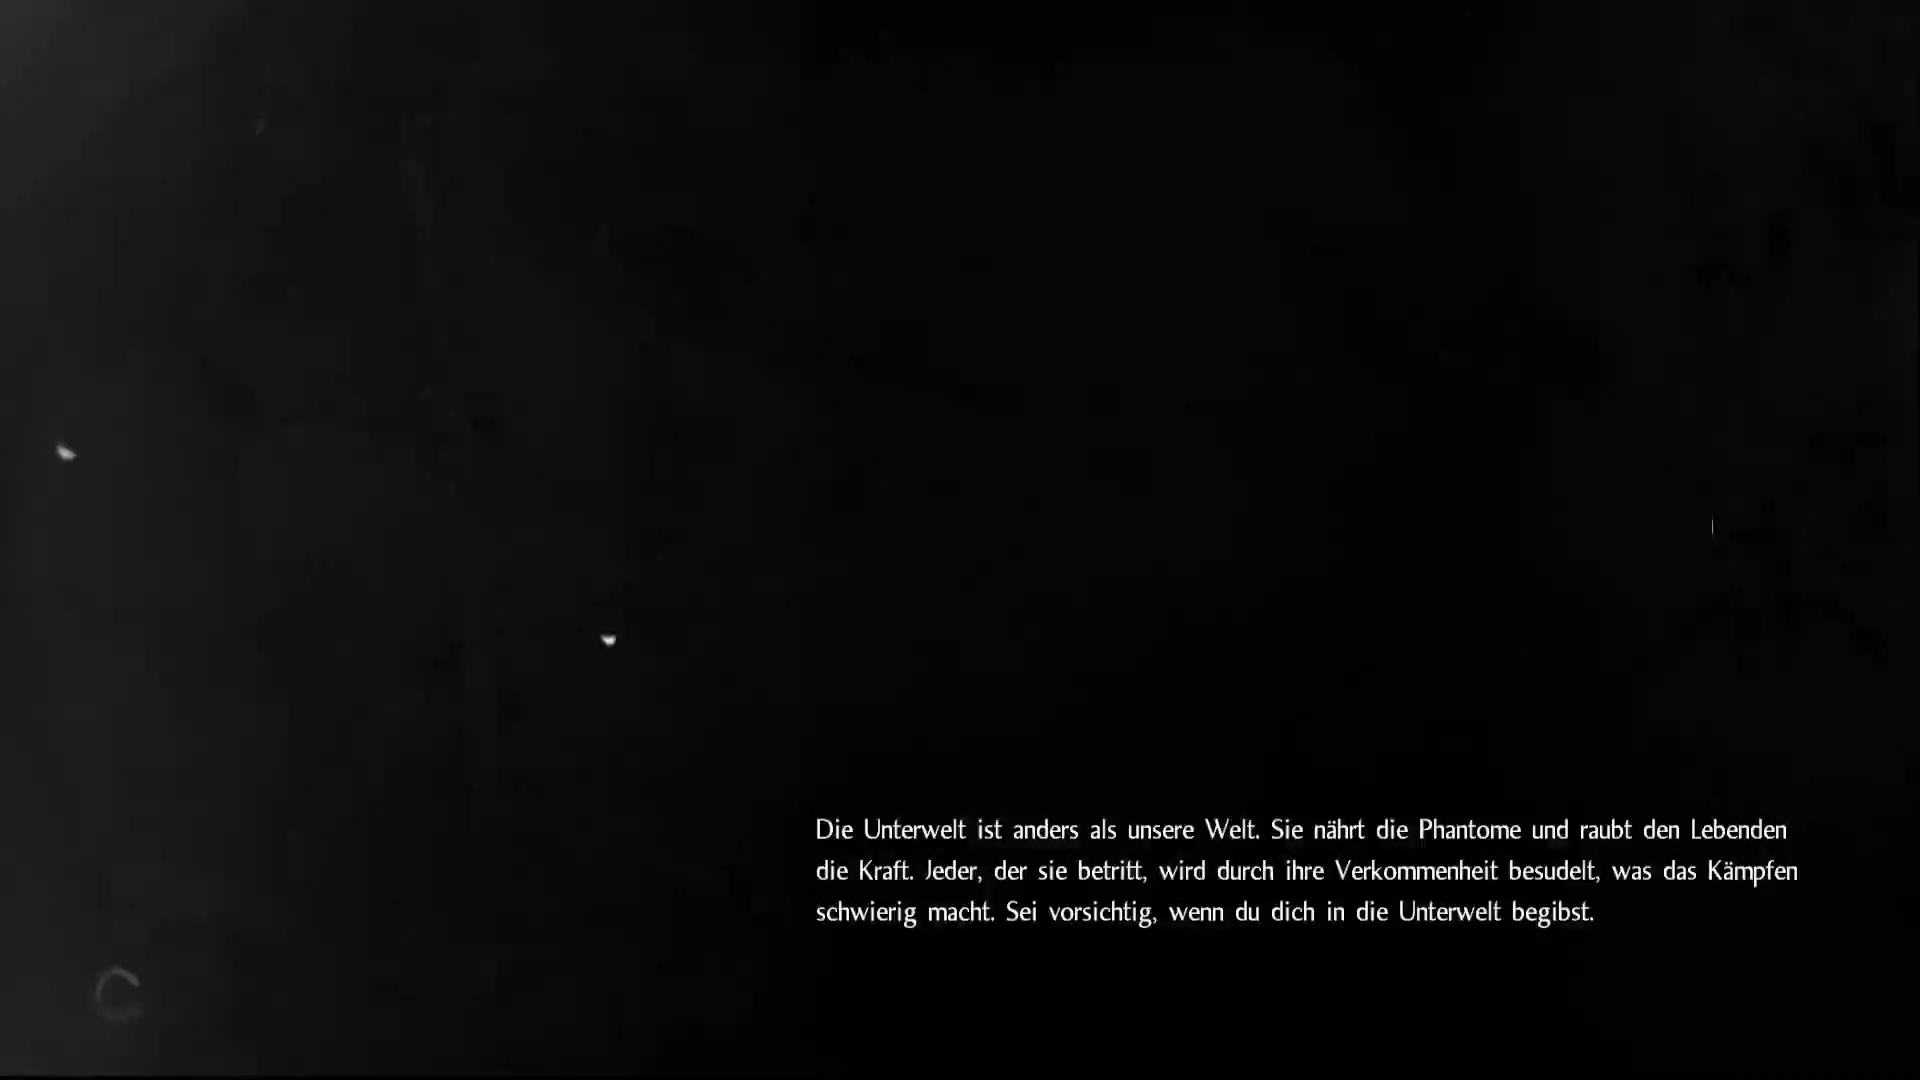 Die Unterwelt ist anders als unsere Welt. Sie nährt die Phantome und raubt den Lebenden
die Kraft. Jeder, der sie betritt, wird durch ihre Verkommenheit besudelt, was das Kämpfen
schwierig macht. Sei vorsichtig, wenn du dich in die Unterwelt begibst.